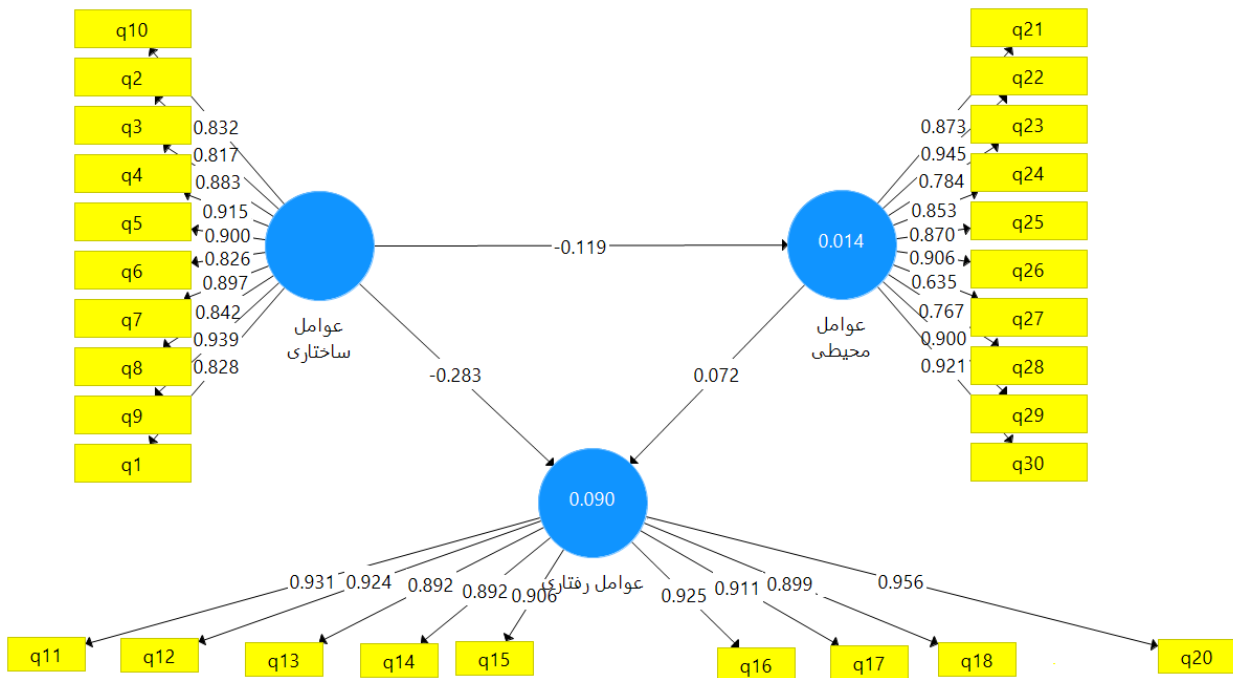 q10
q2
q3
q4
q5
q6
q7
q8
q9
q1
0.832
0.817
0.883
0.915
0.900
0.826
0.897
0.842
0.939
0.828
عوامل
ساختاری
-0.119
-0.283
0.072
0.014
عوامل
محیطی
0.873
0.945
0.784
0.853
0.870
0.906
0.635
0.767
0.900
0.921
q21
q22
q23
q24
q25
q26
q27
q28
q29
q30
0.090
عوامل رفتاری
0.931
0.924
0.892
0.892
0.906
0.925
0.911
0.899
0.956
q11
q12
q13
q14
q15
q16
q17
q18
q20